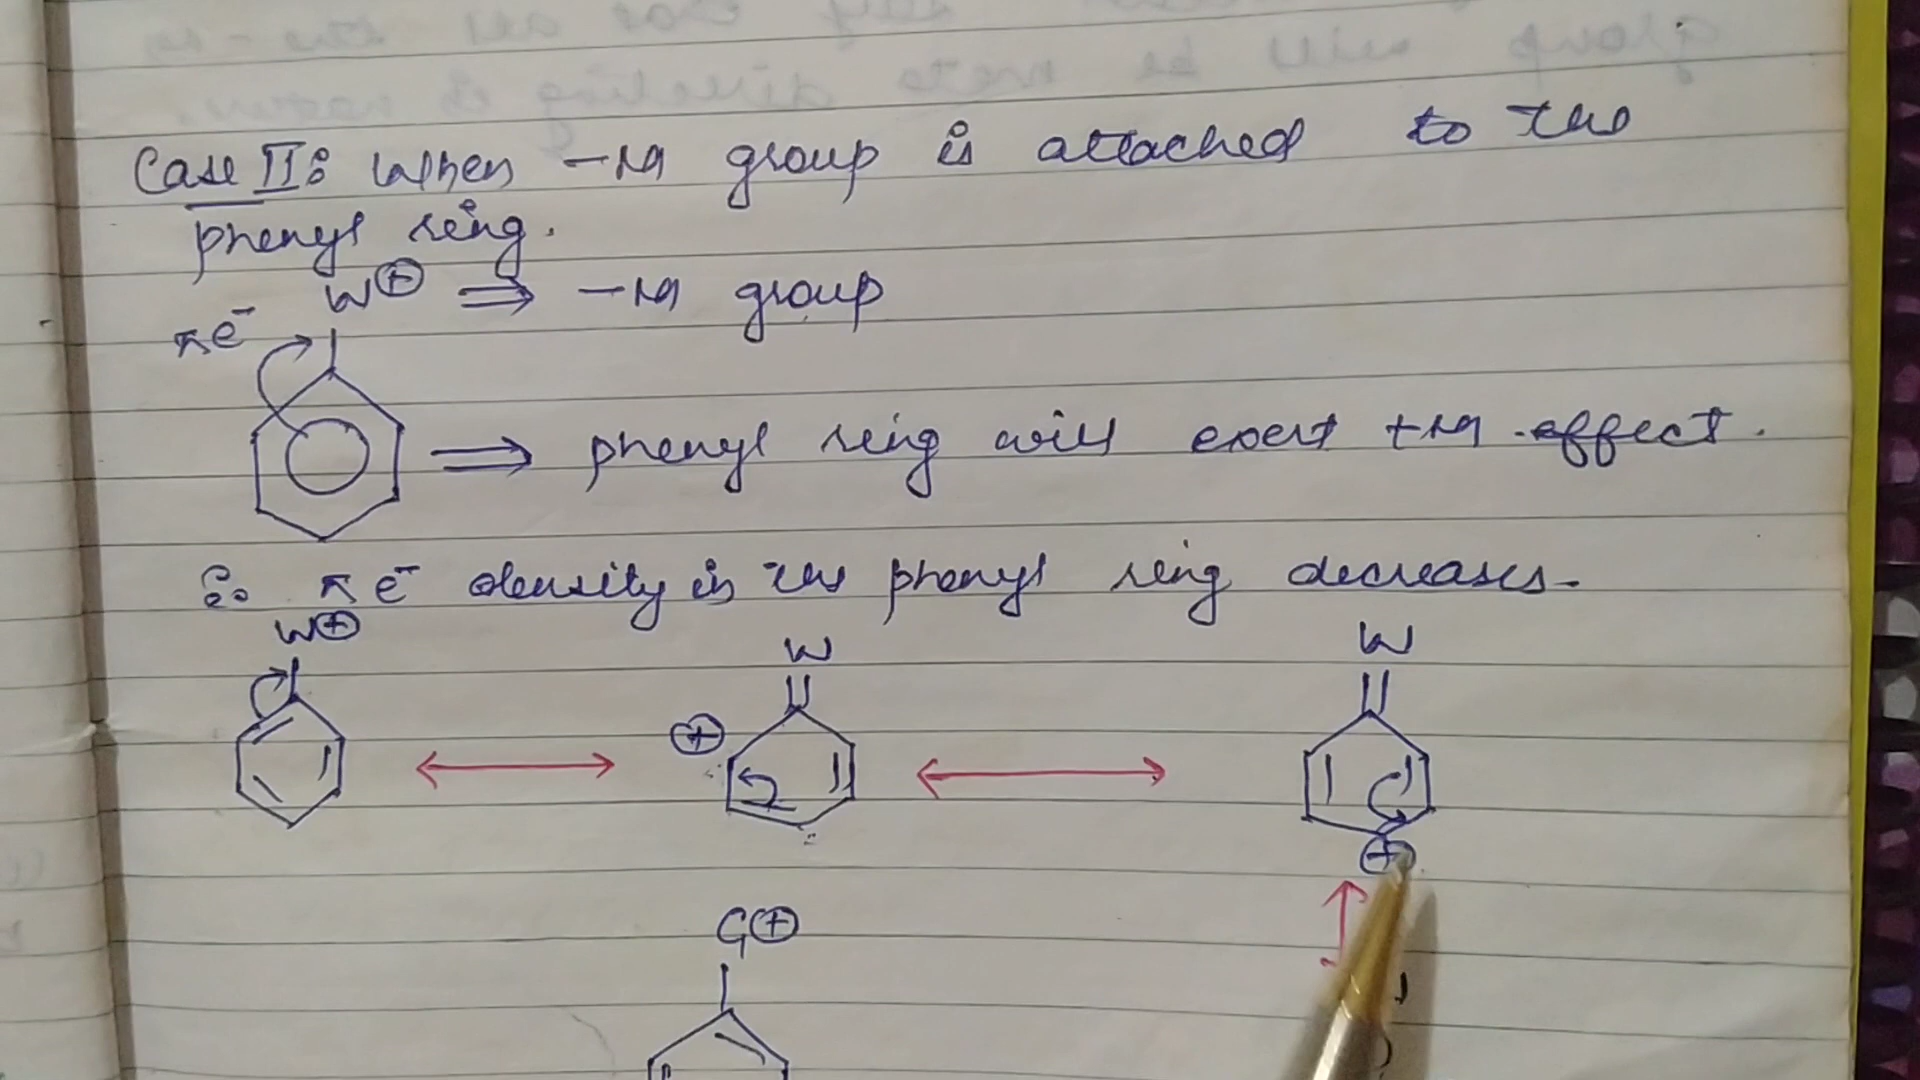 Case II: When -M group is attached to the
phenyl ring.
W⊕ ⇒ -M group
πe⁻
⇒ phenyl ring will exert +M effect.
So πe⁻ density in the phenyl ring decreases.
W⊕ W W
⊕
⊕
G⊕